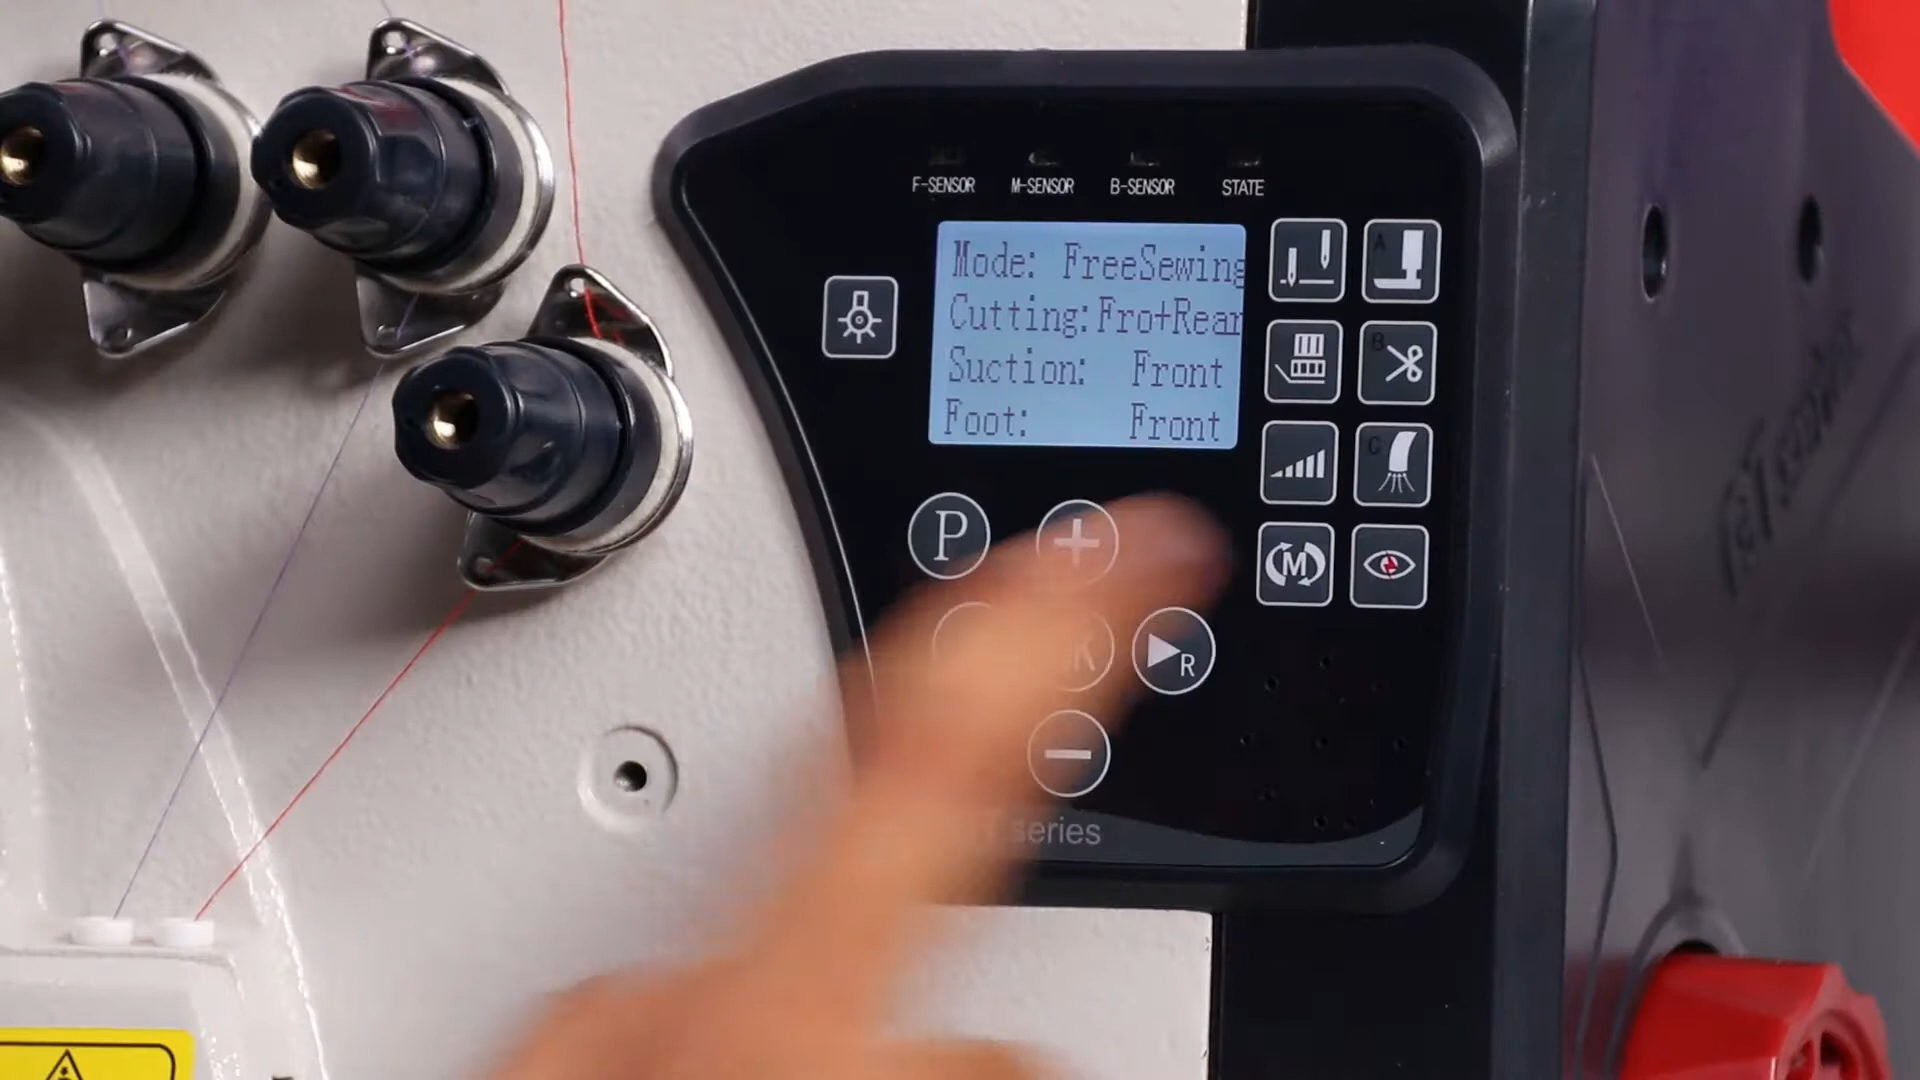 F-SENSOR M-SENSOR B-SENSOR STATE
Mode: FreeSewing
Cutting:Fro+Rear
Suction: Front
Foot: Front
A
B
C
M
P
+
K
R
series